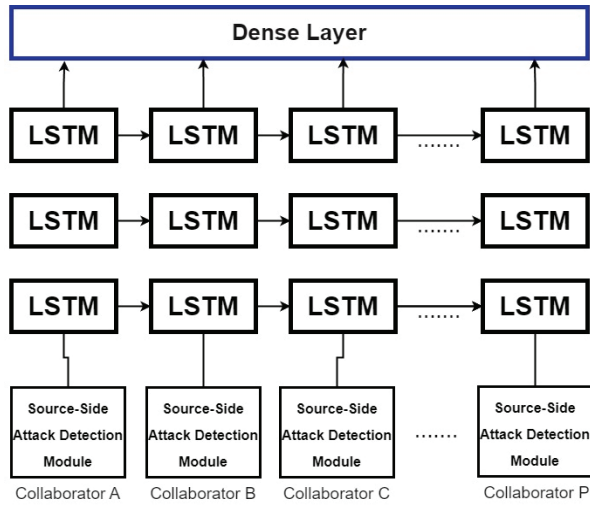 Dense Layer
LSTM LSTM LSTM ....... LSTM
LSTM LSTM LSTM ....... LSTM
LSTM LSTM LSTM ....... LSTM
Source-Side Source-Side Source-Side Source-Side
Attack Detection Attack Detection Attack Detection ....... Attack Detection
Module Module Module Module
Collaborator A Collaborator B Collaborator C Collaborator P